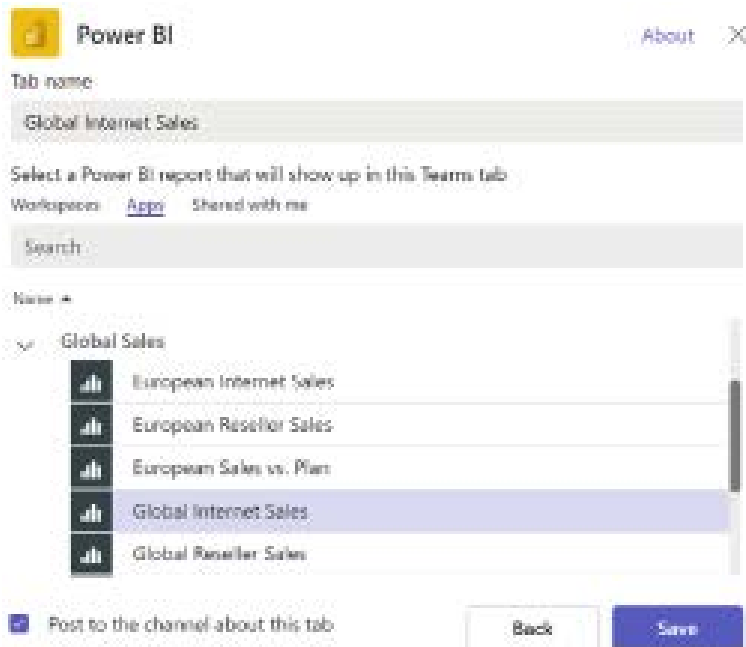 Power BI
About
Tab name
Global Internet Sales
Select a Power BI report that will show up in this Teams tab
Workspaces Apps Shared with me
Search
Name
Global Sales
European Internet Sales
European Reseller Sales
European Sales vs. Plan
Global Internet Sales
Global Reseller Sales
Post to the channel about this tab
Back
Save